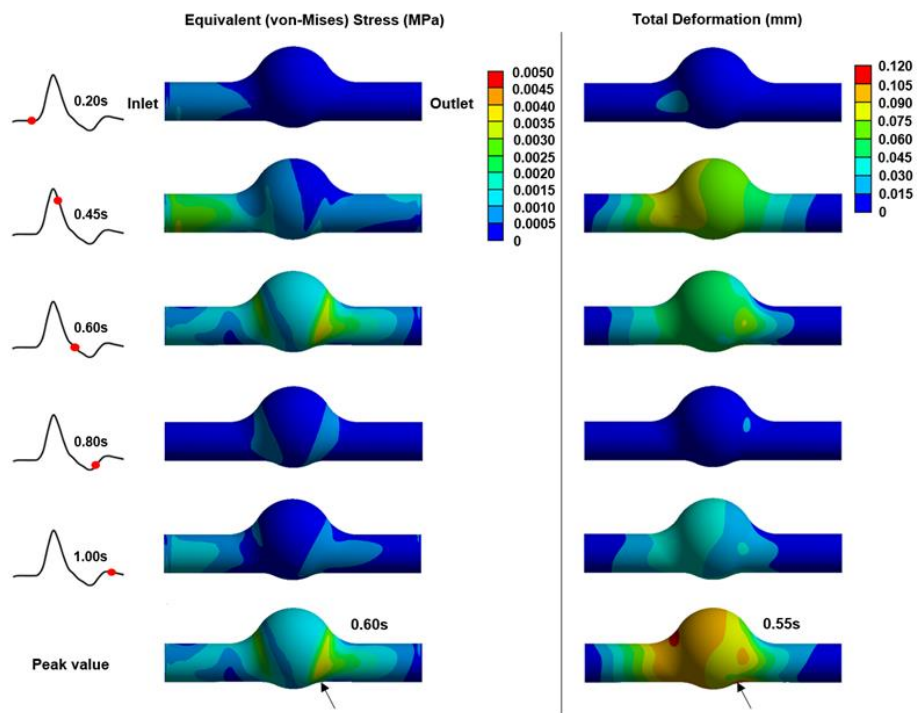 Equivalent (von-Mises) Stress (MPa)
Total Deformation (mm)
0.20s
Inlet
Outlet
0.0050
0.0045
0.0040
0.0035
0.0030
0.0025
0.0020
0.0015
0.0010
0.0005
0
0.120
0.105
0.090
0.075
0.060
0.045
0.030
0.015
0
0.45s
0.60s
0.80s
1.00s
Peak value
0.60s
0.55s